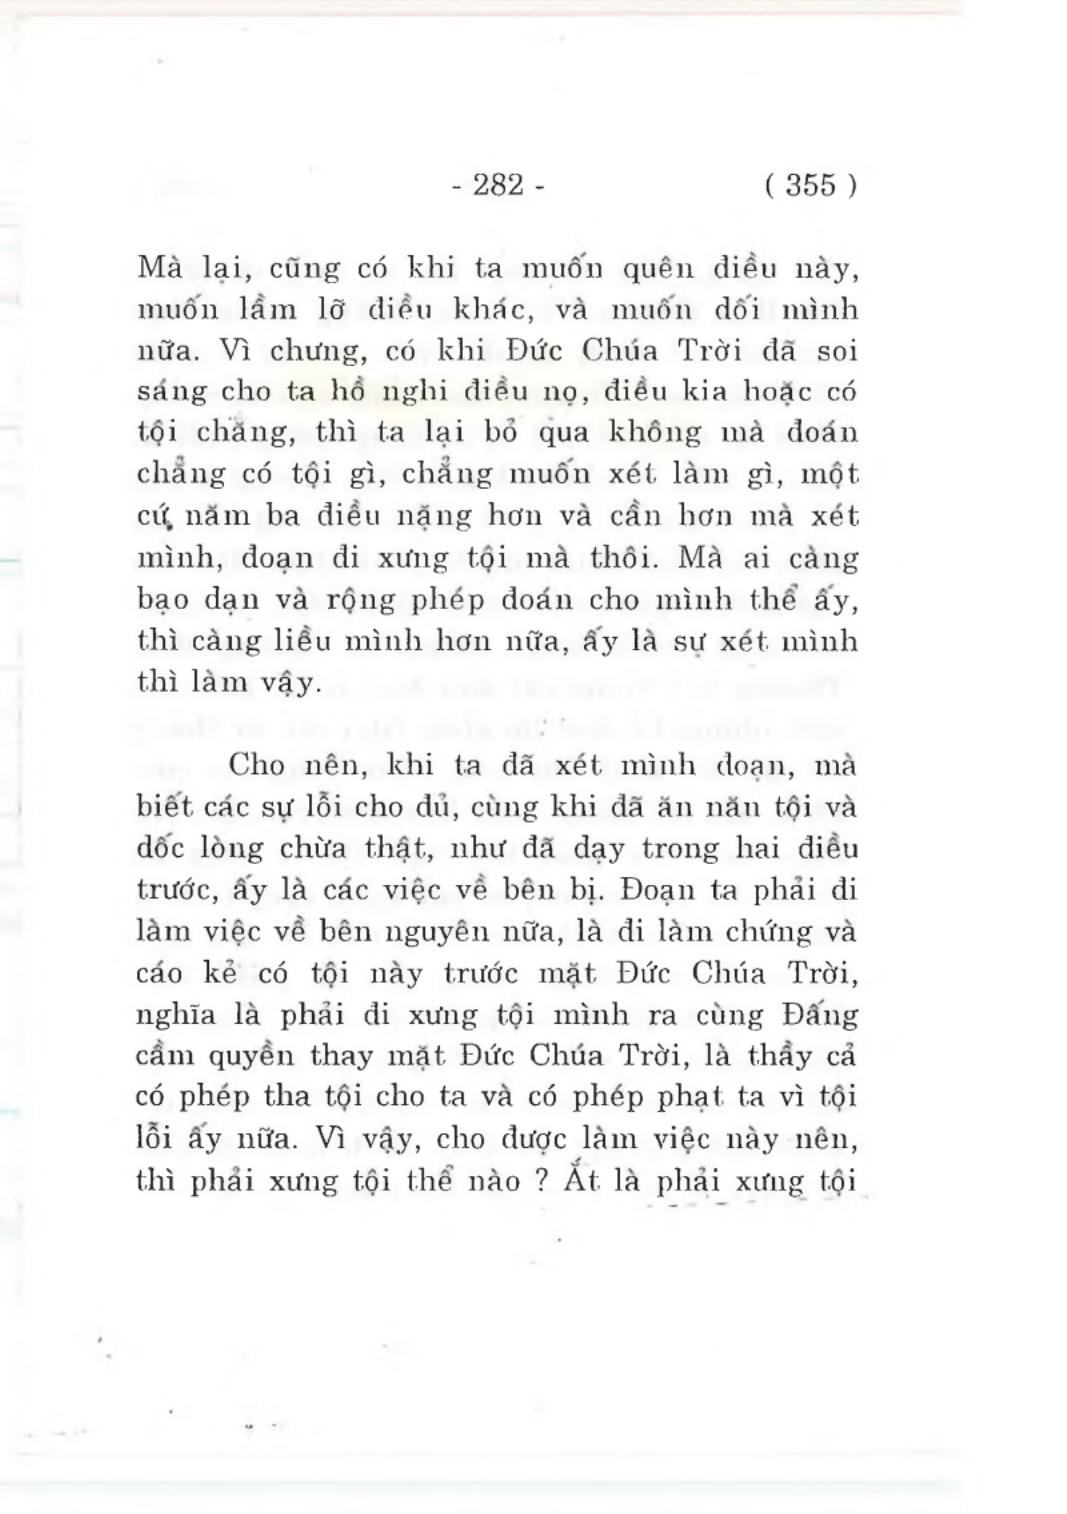 - 282 - ( 355 )
Mà lại, cũng có khi ta muốn quên điều này,
muốn lầm lỡ điều khác, và muốn dối mình
nữa. Vì chưng, có khi Đức Chúa Trời đã soi
sáng cho ta hồ nghi điều nọ, điều kia hoặc có
tội chăng, thì ta lại bỏ qua không mà đoán
chẳng có tội gì, chẳng muốn xét làm gì, một
cứ năm ba điều nặng hơn và cần hơn mà xét
mình, đoạn đi xưng tội mà thôi. Mà ai càng
bạo dạn và rộng phép đoán cho mình thể ấy,
thì càng liều mình hơn nữa, ấy là sự xét mình
thì làm vậy.
Cho nên, khi ta đã xét mình đoạn, mà
biết các sự lỗi cho đủ, cùng khi đã ăn năn tội và
dốc lòng chừa thật, như đã dạy trong hai điều
trước, ấy là các việc về bên bị. Đoạn ta phải đi
làm việc về bên nguyên nữa, là đi làm chứng và
cáo kẻ có tội này trước mặt Đức Chúa Trời,
nghĩa là phải đi xưng tội mình ra cùng Đấng
cầm quyền thay mặt Đức Chúa Trời, là thầy cả
có phép tha tội cho ta và có phép phạt ta vì tội
lỗi ấy nữa. Vì vậy, cho được làm việc này nên,
thì phải xưng tội thể nào ? Ắt là phải xưng tội